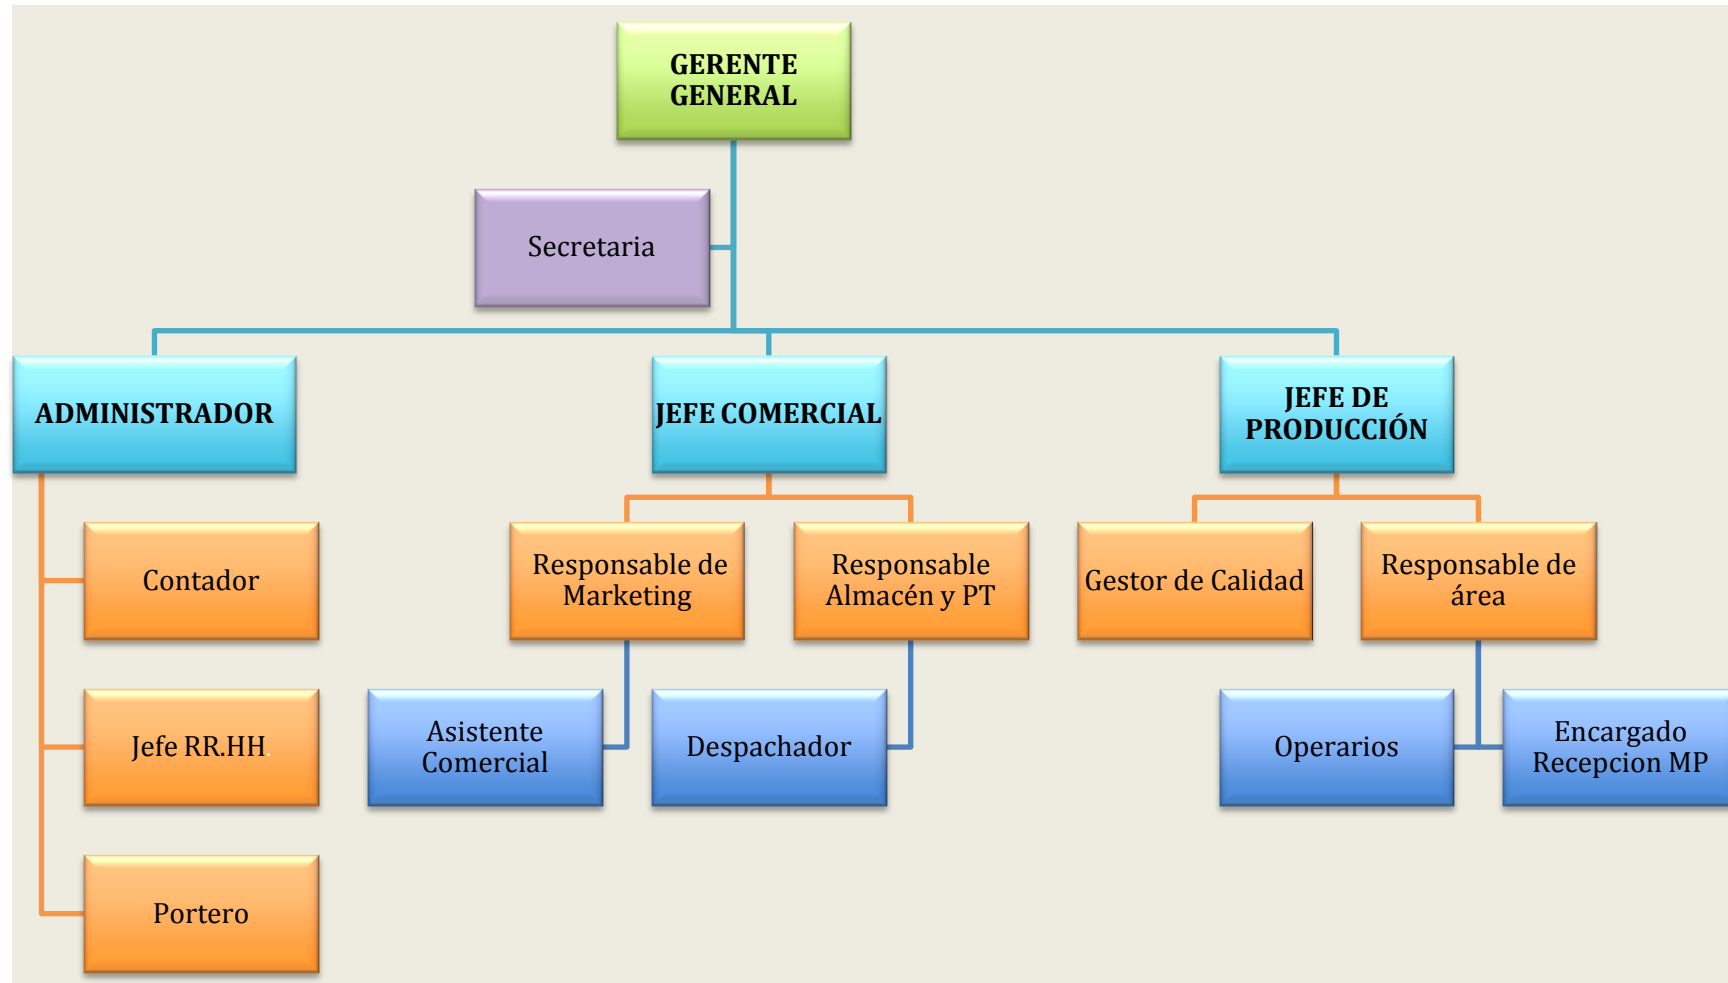 GERENTE
GENERAL
Secretaria
ADMINISTRADOR
JEFE COMERCIAL
JEFE DE
PRODUCCIÓN
Contador
Responsable de
Marketing
Responsable
Almacén y PT
Gestor de Calidad
Responsable de
área
Jefe RR.HH.
Asistente
Comercial
Despachador
Operarios
Encargado
Recepcion MP
Portero